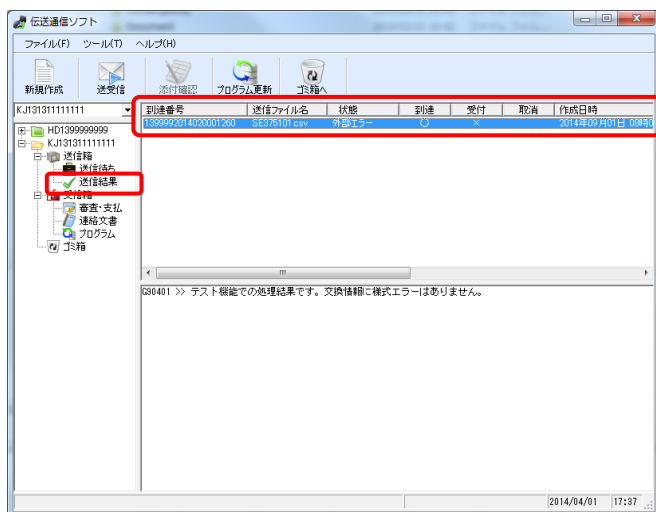 伝送通信ソフト
ファイル(F) ツール(T) ヘルプ(H)
新規作成 送受信 添付確認 プログラム更新 ゴミ箱へ
KJ131311111111
HD1399999999
KJ131311111111
送信箱
送信待ち
送信結果
受信箱
審査・支払
連絡文書
プログラム
ゴミ箱
到達番号 送信ファイル名 状態 到達 受付 取消 作成日時
1399992014020001260 SE375101.csv 外部エラー ○ × 2014年09月01日 08時0
G90401 >> テスト機能での処理結果です。交換情報に様式エラーはありません。
2014/04/01 17:37